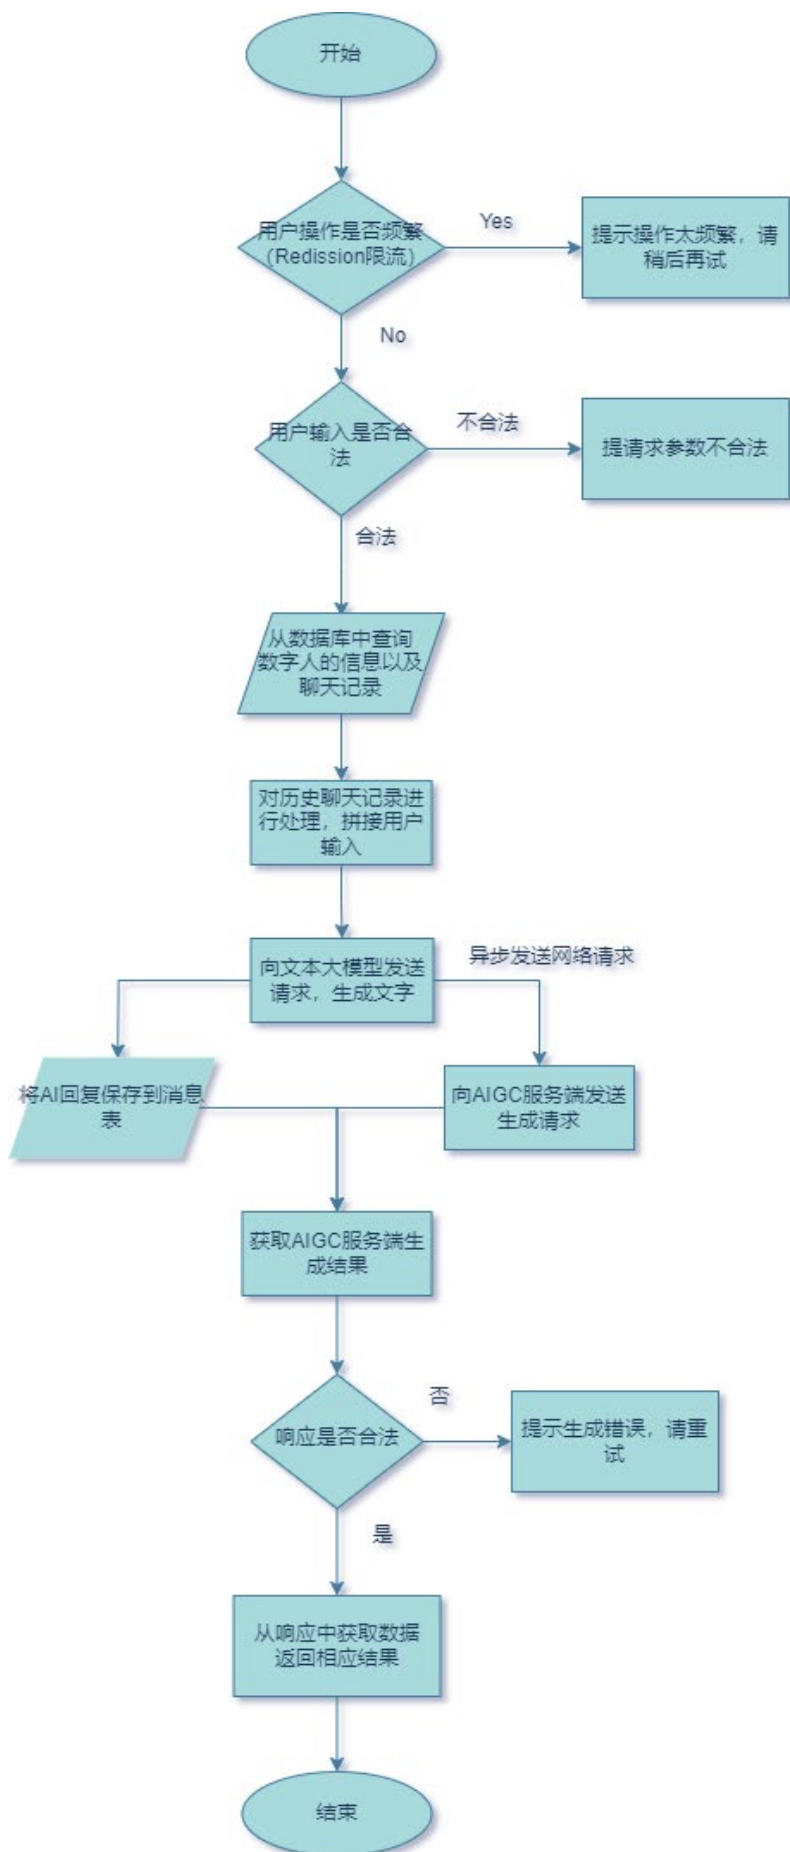 开始
用户操作是否频繁
(Redission限流)
Yes
提示操作太频繁，请
稍后再试
No
用户输入是否合
法
不合法
提请求参数不合法
合法
从数据库中查询
数字人的信息以及
聊天记录
对历史聊天记录进
行处理，拼接用户
输入
向文本大模型发送
请求，生成文字
异步发送网络请求
将AI回复保存到消息
表
向AIGC服务端发送
生成请求
获取AIGC服务端生
成结果
响应是否合法
否
提示生成错误，请重
试
是
从响应中获取数据
返回相应结果
结束